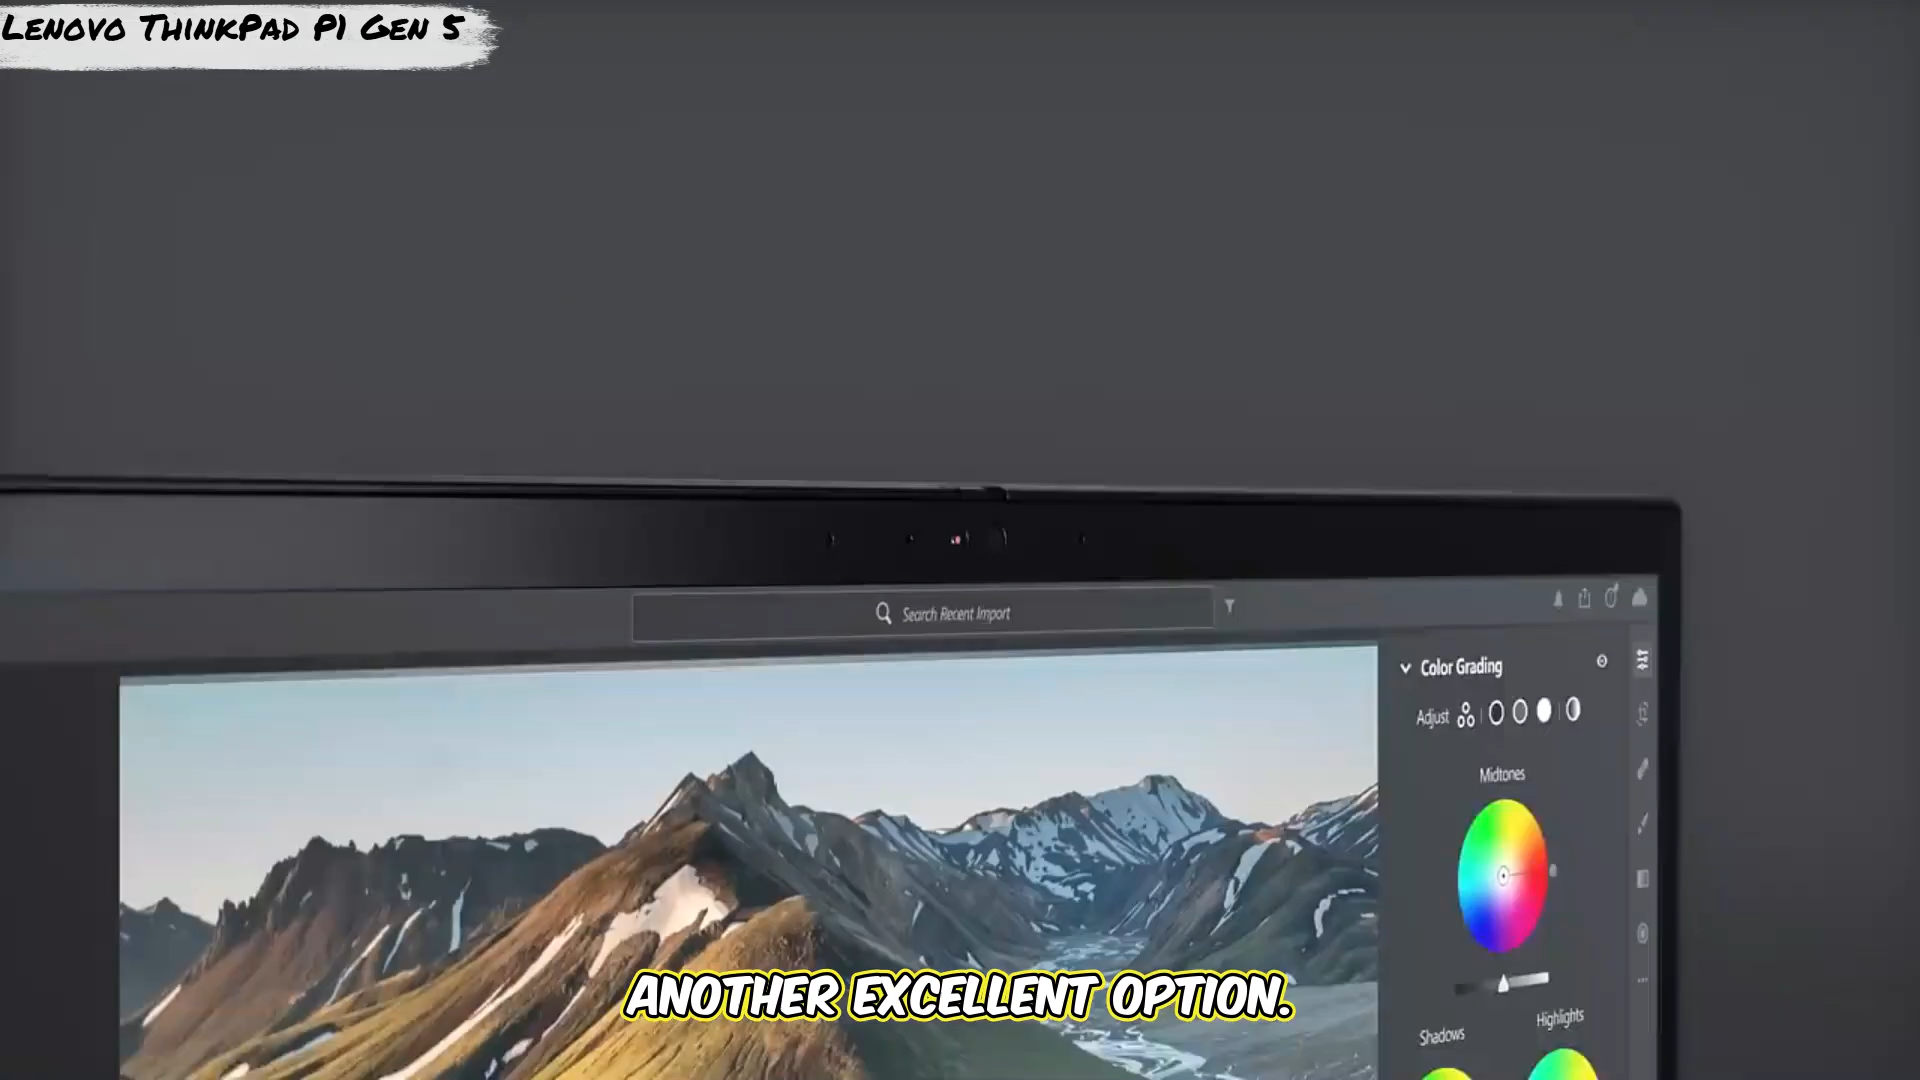 Lenovo ThinkPad P1 Gen 5
Search Recent Import
Color Grading
Adjust
Midtones
Shadows
Highlights
ANOTHER EXCELLENT OPTION.